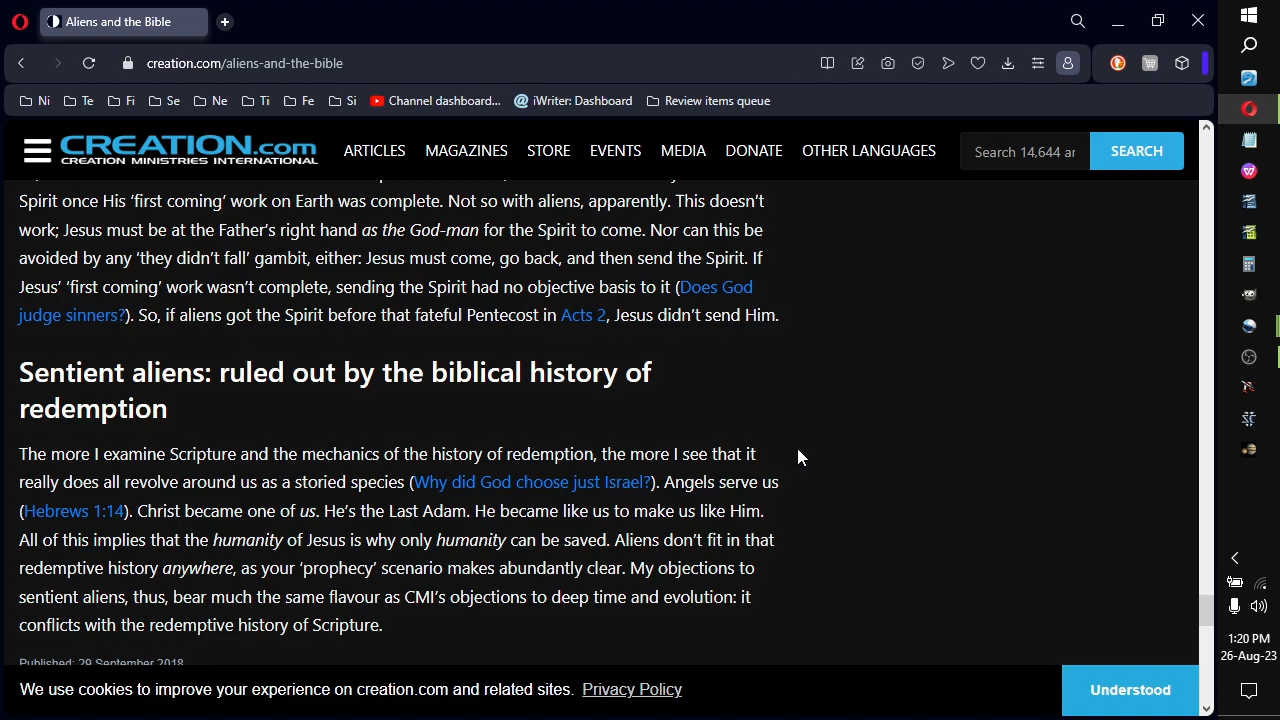 Aliens and the Bible
creation.com/aliens-and-the-bible
Ni Te Fi Se Ne Ti Fe Si Channel dashboard... iWriter: Dashboard Review items queue
CREATION.com
CREATION MINISTRIES INTERNATIONAL
ARTICLES MAGAZINES STORE EVENTS MEDIA DONATE OTHER LANGUAGES
Search 14,644 ar
SEARCH
Spirit once His 'first coming' work on Earth was complete. Not so with aliens, apparently. This doesn't
work; Jesus must be at the Father's right hand as the God-man for the Spirit to come. Nor can this be
avoided by any 'they didn't fall' gambit, either: Jesus must come, go back, and then send the Spirit. If
Jesus' 'first coming' work wasn't complete, sending the Spirit had no objective basis to it (Does God
judge sinners?). So, if aliens got the Spirit before that fateful Pentecost in Acts 2, Jesus didn't send Him.
Sentient aliens: ruled out by the biblical history of
redemption
The more I examine Scripture and the mechanics of the history of redemption, the more I see that it
really does all revolve around us as a storied species (Why did God choose just Israel?). Angels serve us
(Hebrews 1:14). Christ became one of us. He's the Last Adam. He became like us to make us like Him.
All of this implies that the humanity of Jesus is why only humanity can be saved. Aliens don't fit in that
redemptive history anywhere, as your 'prophecy' scenario makes abundantly clear. My objections to
sentient aliens, thus, bear much the same flavour as CMI's objections to deep time and evolution: it
conflicts with the redemptive history of Scripture.
Published: 29 September 2018
We use cookies to improve your experience on creation.com and related sites. Privacy Policy
Understood
1:20 PM
26-Aug-23